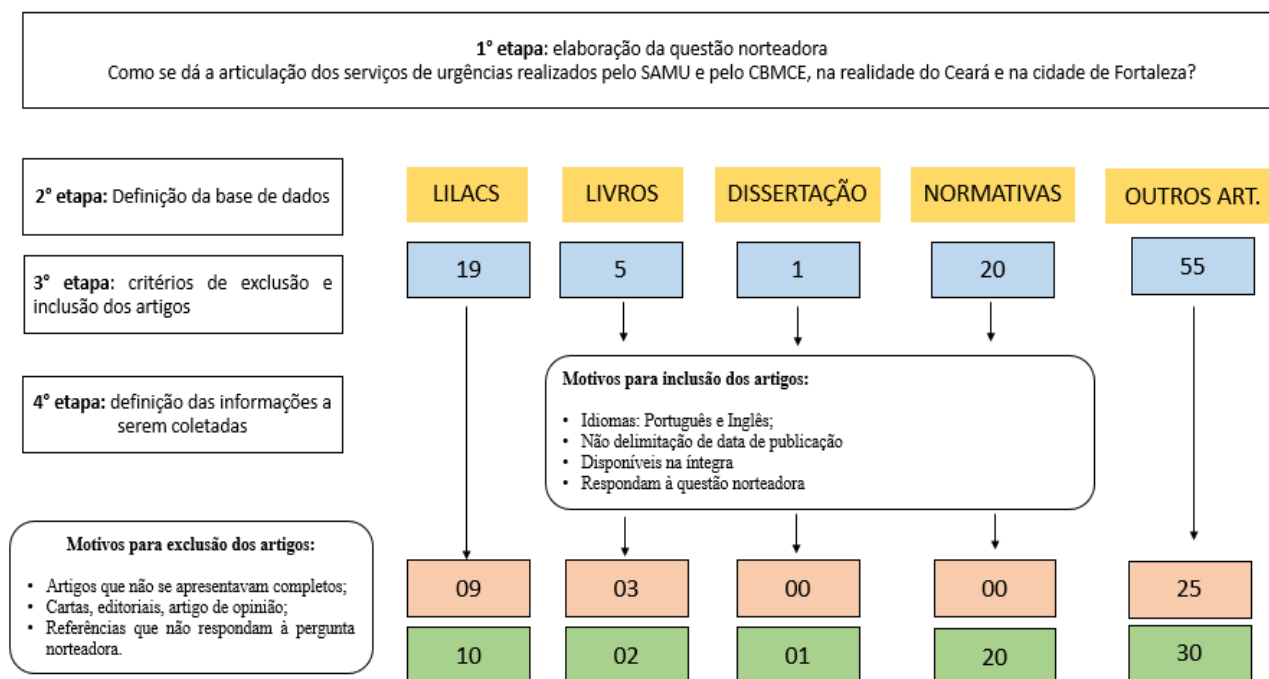 1° etapa: elaboração da questão norteadora
Como se dá a articulação dos serviços de urgências realizados pelo SAMU e pelo CBMCE, na realidade do Ceará e na cidade de Fortaleza?
2° etapa: Definição da base de dados
LILACS
LIVROS
DISSERTAÇÃO
NORMATIVAS
OUTROS ART.
3° etapa: critérios de exclusão e
inclusão dos artigos
19
5
1
20
55
4° etapa: definição das informações a
serem coletadas
Motivos para inclusão dos artigos:
• Idiomas: Português e Inglês;
• Não delimitação de data de publicação
• Disponíveis na íntegra
• Respondam à questão norteadora
Motivos para exclusão dos artigos:
• Artigos que não se apresentavam completos;
• Cartas, editoriais, artigo de opinião;
• Referências que não respondam à pergunta
norteadora.
09
03
00
00
25
10
02
01
20
30